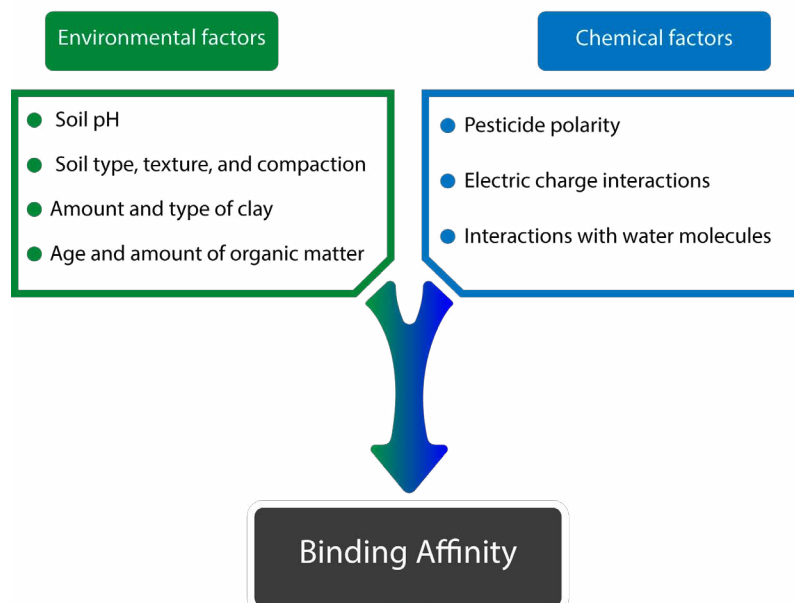 Environmental factors
Soil pH
Soil type, texture, and compaction
Amount and type of clay
Age and amount of organic matter
Chemical factors
Pesticide polarity
Electric charge interactions
Interactions with water molecules
Binding Affinity